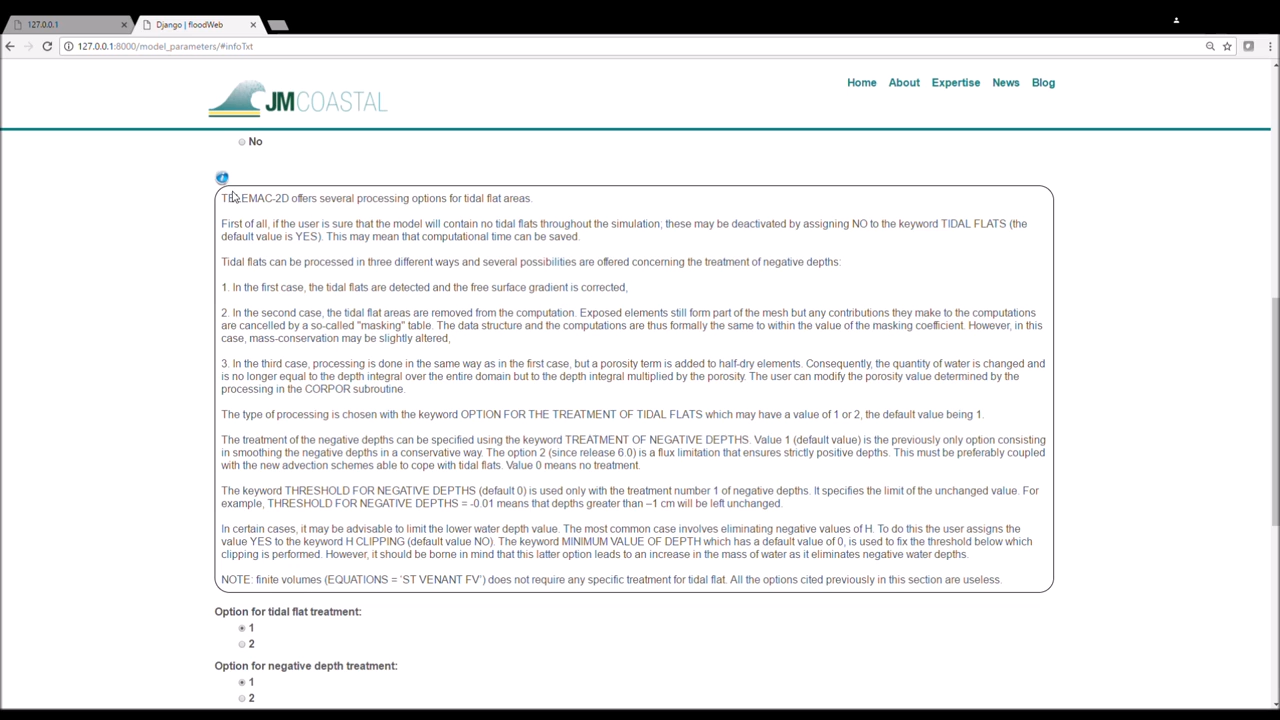 127.0.0.1
Django | floodWeb
127.0.0.1:8000/model_parameters/#infoTxt
JMCOASTAL
Home About Expertise News Blog
No
TELEMAC-2D offers several processing options for tidal flat areas.
First of all, if the user is sure that the model will contain no tidal flats throughout the simulation; these may be deactivated by assigning NO to the keyword TIDAL FLATS (the
default value is YES). This may mean that computational time can be saved.
Tidal flats can be processed in three different ways and several possibilities are offered concerning the treatment of negative depths:
1. In the first case, the tidal flats are detected and the free surface gradient is corrected,
2. In the second case, the tidal flat areas are removed from the computation. Exposed elements still form part of the mesh but any contributions they make to the computations
are cancelled by a so-called "masking" table. The data structure and the computations are thus formally the same to within the value of the masking coefficient. However, in this
case, mass-conservation may be slightly altered,
3. In the third case, processing is done in the same way as in the first case, but a porosity term is added to half-dry elements. Consequently, the quantity of water is changed and
is no longer equal to the depth integral over the entire domain but to the depth integral multiplied by the porosity. The user can modify the porosity value determined by the
processing in the CORPOR subroutine.
The type of processing is chosen with the keyword OPTION FOR THE TREATMENT OF TIDAL FLATS which may have a value of 1 or 2, the default value being 1.
The treatment of the negative depths can be specified using the keyword TREATMENT OF NEGATIVE DEPTHS. Value 1 (default value) is the previously only option consisting
in smoothing the negative depths in a conservative way. The option 2 (since release 6.0) is a flux limitation that ensures strictly positive depths. This must be preferably coupled
with the new advection schemes able to cope with tidal flats. Value 0 means no treatment.
The keyword THRESHOLD FOR NEGATIVE DEPTHS (default 0) is used only with the treatment number 1 of negative depths. It specifies the limit of the unchanged value. For
example, THRESHOLD FOR NEGATIVE DEPTHS = -0.01 means that depths greater than –1 cm will be left unchanged.
In certain cases, it may be advisable to limit the lower water depth value. The most common case involves eliminating negative values of H. To do this the user assigns the
value YES to the keyword H CLIPPING (default value NO). The keyword MINIMUM VALUE OF DEPTH which has a default value of 0, is used to fix the threshold below which
clipping is performed. However, it should be borne in mind that this latter option leads to an increase in the mass of water as it eliminates negative water depths.
NOTE: finite volumes (EQUATIONS = ‘ST VENANT FV’) does not require any specific treatment for tidal flat. All the options cited previously in this section are useless.
Option for tidal flat treatment:
1
2
Option for negative depth treatment:
1
2